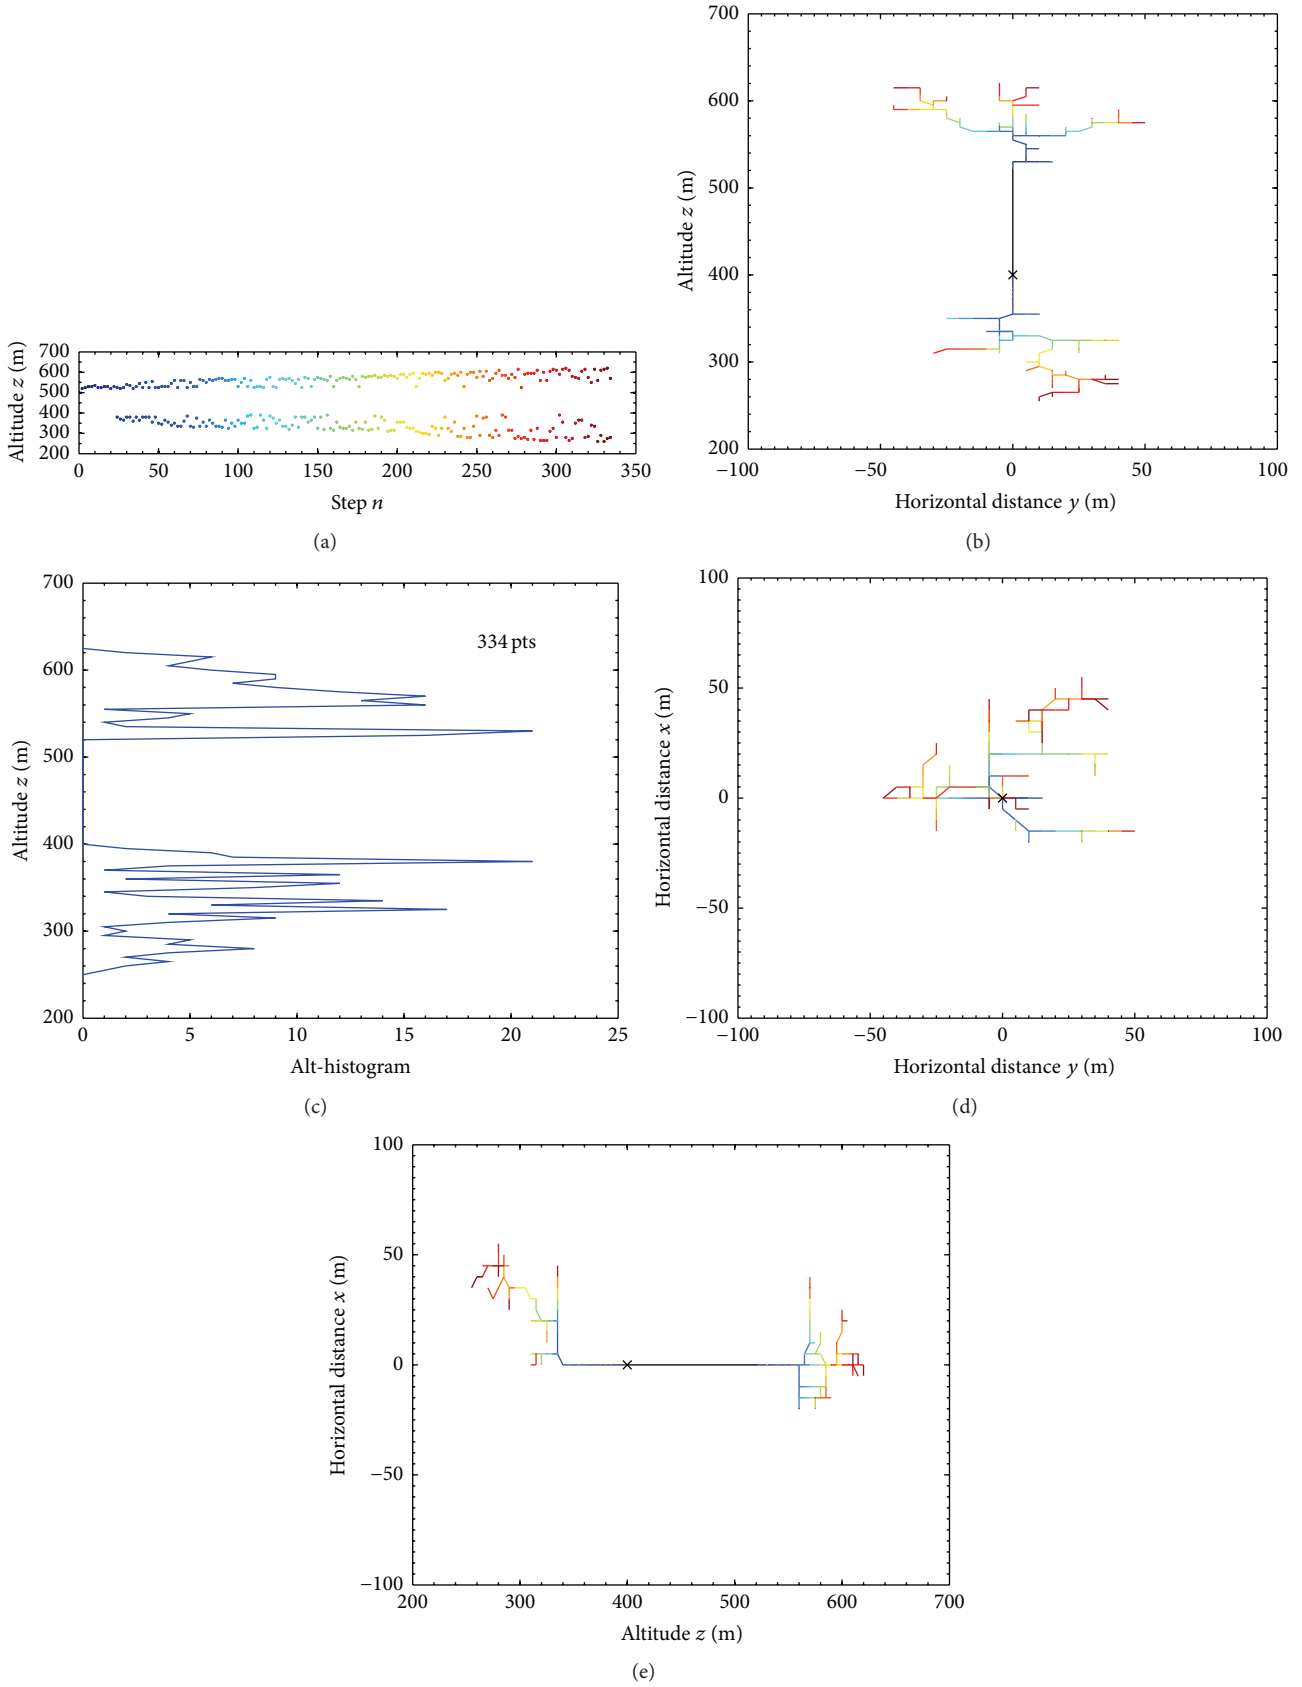 700
600
500
400
300
200
Altitude z (m)
0 50 100 150 200 250 300 350
Step n
(a)
700
600
500
400
300
200
Altitude z (m)
−100 −50 0 50 100
Horizontal distance y (m)
(b)
700
600
500
400
300
200
Altitude z (m)
334 pts
0 5 10 15 20 25
Alt-histogram
(c)
100
50
0
−50
−100
Horizontal distance x (m)
−100 −50 0 50 100
Horizontal distance y (m)
(d)
100
50
0
−50
−100
Horizontal distance x (m)
200 300 400 500 600 700
Altitude z (m)
(e)